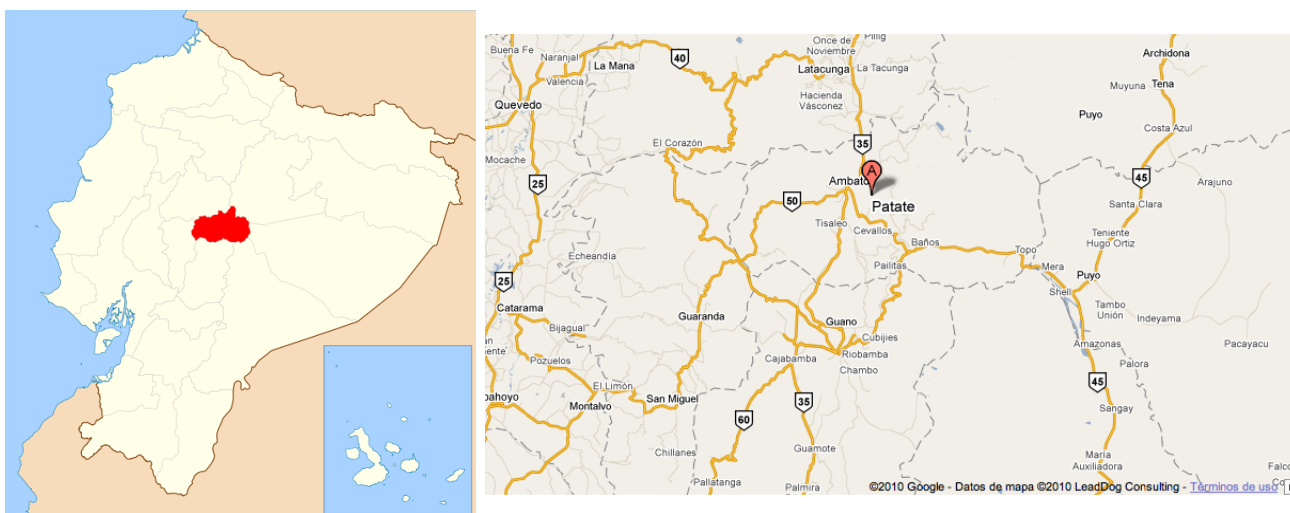 Once de
Noviembre
Pilig
Buena Fe
Naranjal
40
Archidona
La Mana
Latacunga
La Tacunga
Valencia
Muyuna
Tena
Hacienda
Vásconez
Quevedo
Puyo
Costa Azul
El Corazón
35
Mocache
A
25
Ambato
45
Arajuno
50
Patate
Santa Clara
Tisaleo
Cevallos
Teniente
Hugo Ortiz
Baños
Echeandía
Topo
Pailitas
Mera
Puyo
25
Shell
Catarama
Tambo
Unión
Guaranda
Guano
Indeyama
Bijagual
Cubijies
Amazonas
Pacayacu
Pozuelos
Cajabamba
Riobamba
Palora
Chambo
El Limón
45
San Miguel
Montalvo
35
Sangay
60
Guamote
Chillanes
María
Auxiliadora
Pallatanga
Palmira
©2010 Google - Datos de mapa ©2010 LeadDog Consulting - Términos de uso